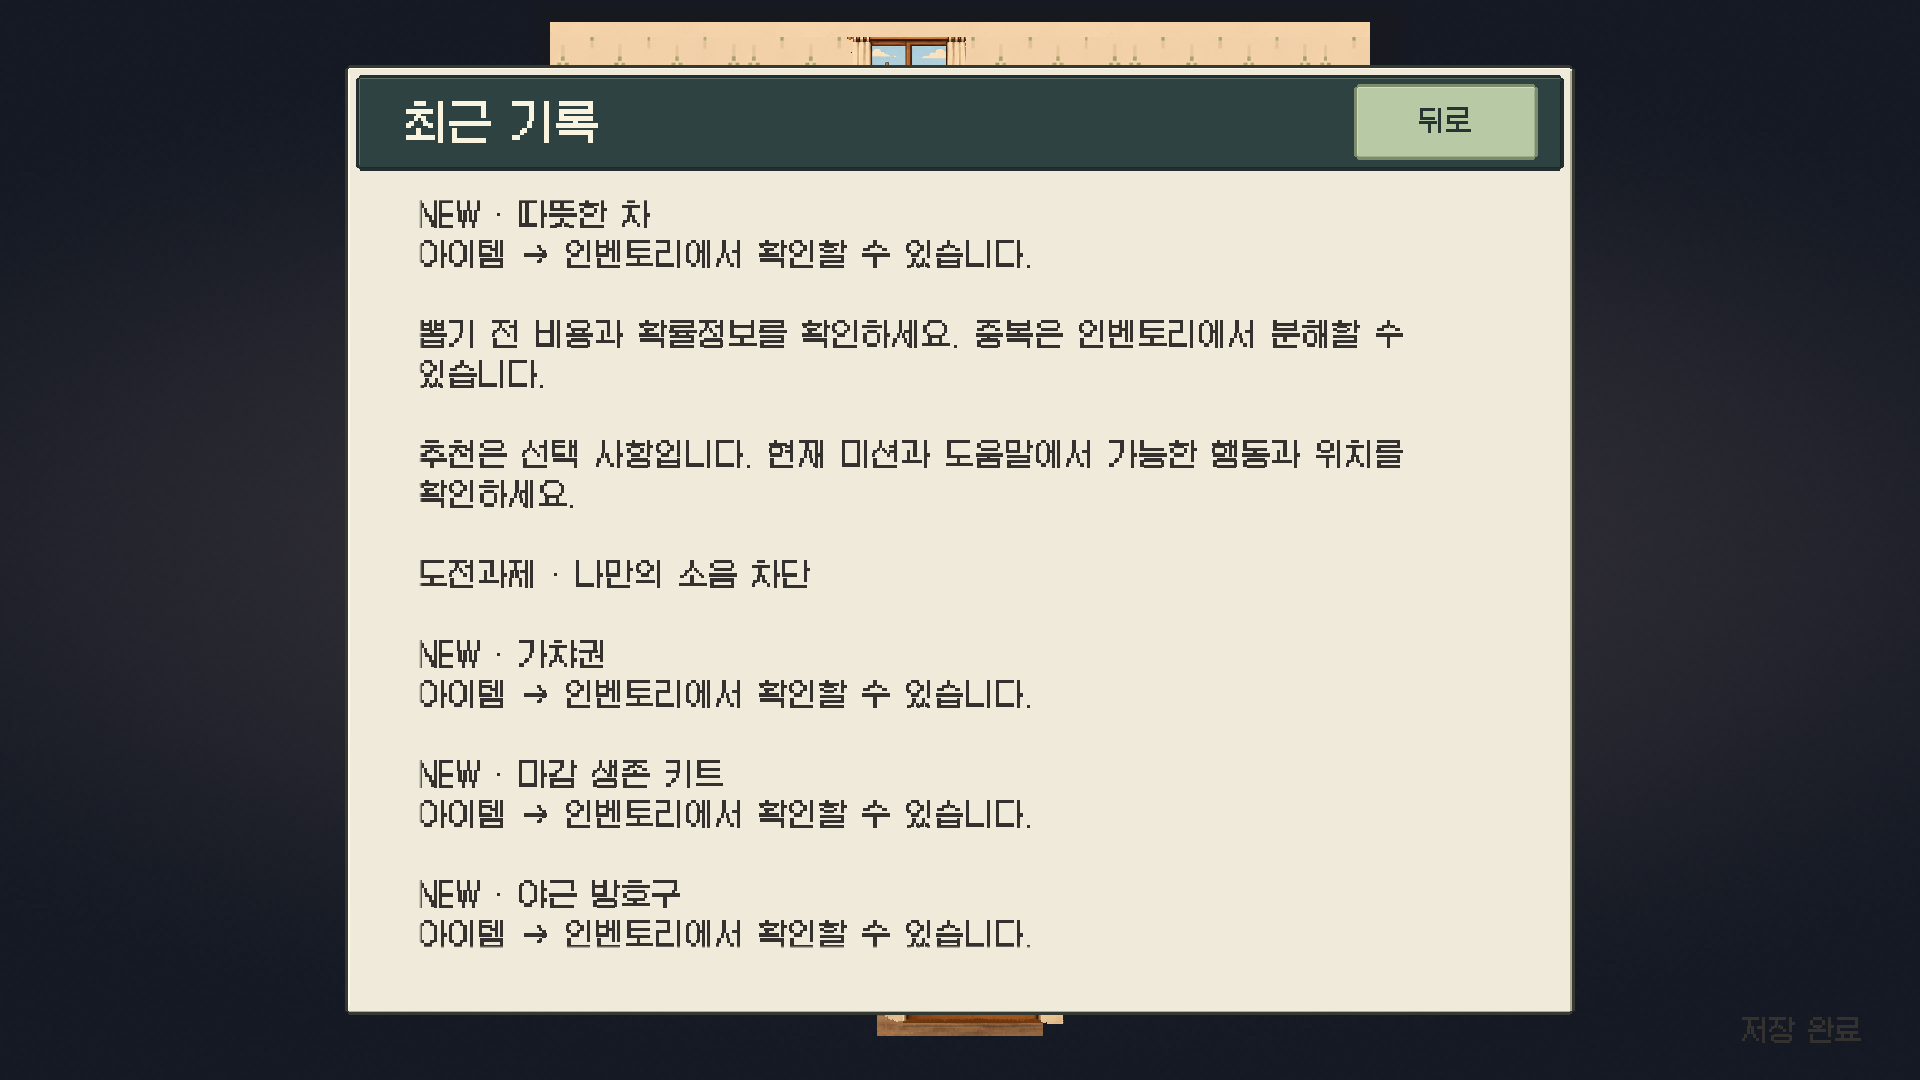 최근 기록
뒤로
NEW · 따뜻한 차
아이템 → 인벤토리에서 확인할 수 있습니다.
뽑기 전 비용과 확률정보를 확인하세요. 중복은 인벤토리에서 분해할 수
있습니다.
추천은 선택 사항입니다. 현재 미션과 도움말에서 가능한 행동과 위치를
확인하세요.
도전과제 · 나만의 소음 차단
NEW · 가챠권
아이템 → 인벤토리에서 확인할 수 있습니다.
NEW · 마감 생존 키트
아이템 → 인벤토리에서 확인할 수 있습니다.
NEW · 야근 방호구
아이템 → 인벤토리에서 확인할 수 있습니다.
저장 완료